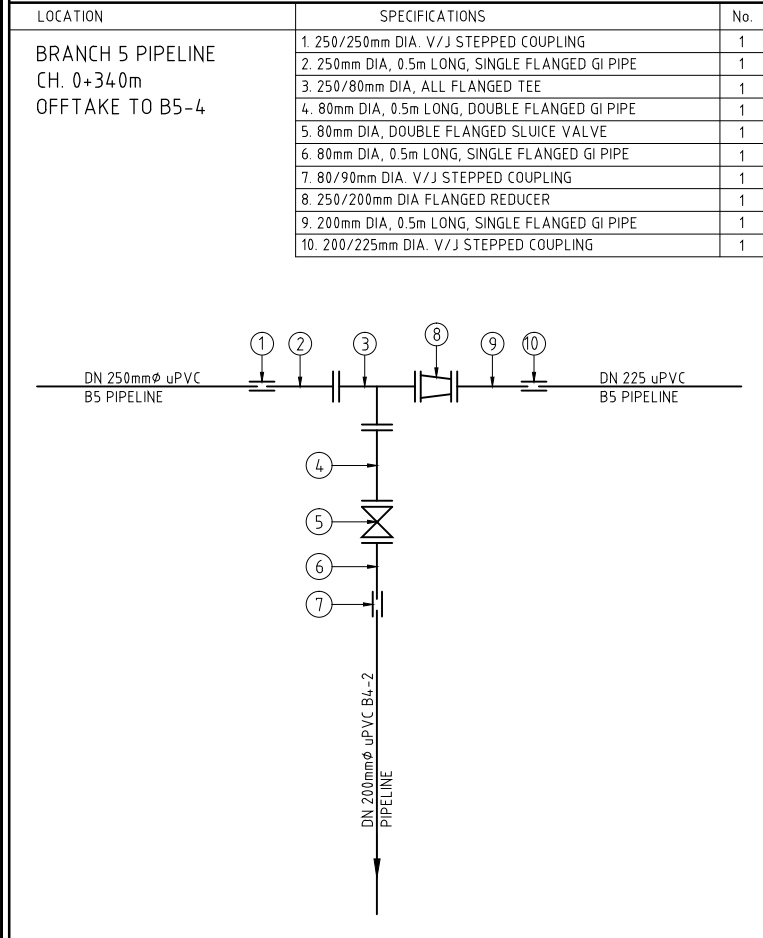 LOCATION SPECIFICATIONS No.
BRANCH 5 PIPELINE
CH. 0+340m
OFFTAKE TO B5-4
1. 250/250mm DIA. V/J STEPPED COUPLING 1
2. 250mm DIA, 0.5m LONG, SINGLE FLANGED GI PIPE 1
3. 250/80mm DIA, ALL FLANGED TEE 1
4. 80mm DIA, 0.5m LONG, DOUBLE FLANGED GI PIPE 1
5. 80mm DIA, DOUBLE FLANGED SLUICE VALVE 1
6. 80mm DIA, 0.5m LONG, SINGLE FLANGED GI PIPE 1
7. 80/90mm DIA. V/J STEPPED COUPLING 1
8. 250/200mm DIA FLANGED REDUCER 1
9. 200mm DIA, 0.5m LONG, SINGLE FLANGED GI PIPE 1
10. 200/225mm DIA. V/J STEPPED COUPLING 1
1 2 3 8 9 10
DN 250mmØ uPVC
B5 PIPELINE
DN 225 uPVC
B5 PIPELINE
4
5
6
7
DN 200mmØ uPVC B4-2
PIPELINE